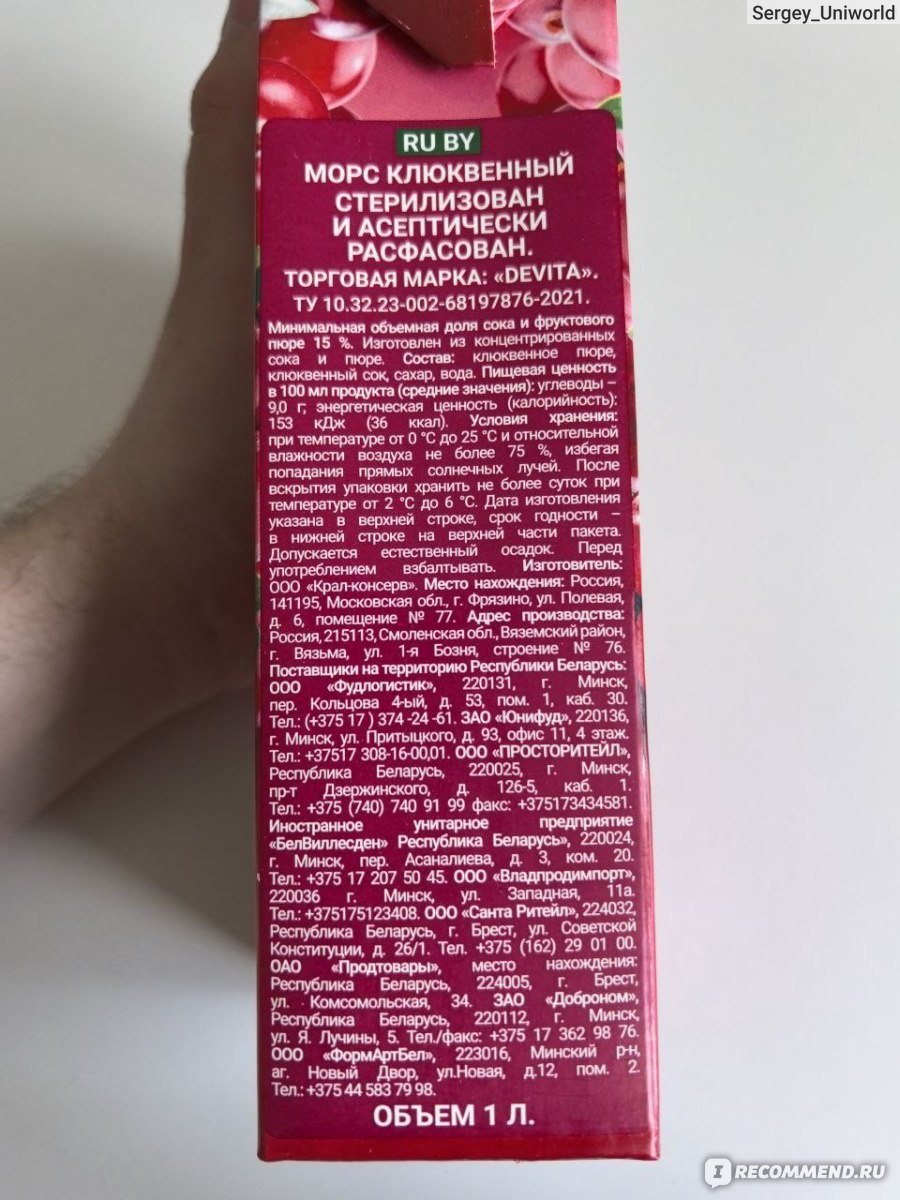 Sergey_Uniworld
RU BY
МОРС КЛЮКВЕННЫЙ
СТЕРИЛИЗОВАН
И АСЕПТИЧЕСКИ
РАСФАСОВАН.
ТОРГОВАЯ МАРКА: «DEVITA».
ТУ 10.32.23-002-68197876-2021.
Минимальная объемная доля сока и фруктового
пюре 15 %. Изготовлен из концентрированных
сока и пюре. Состав: клюквенное пюре,
клюквенный сок, сахар, вода. Пищевая ценность
в 100 мл продукта (средние значения): углеводы –
9,0 г; энергетическая ценность (калорийность):
153 кДж (36 ккал). Условия хранения:
при температуре от 0 °С до 25 °С и относительной
влажности воздуха не более 75 %, избегая
попадания прямых солнечных лучей. После
вскрытия упаковки хранить не более суток при
температуре от 2 °С до 6 °С. Дата изготовления
указана в верхней строке, срок годности –
в нижней строке на верхней части пакета.
Допускается естественный осадок. Перед
употреблением взбалтывать. Изготовитель:
ООО «Крал-консерв». Место нахождения: Россия,
141195, Московская обл., г. Фрязино, ул. Полевая,
д. 6, помещение № 77. Адрес производства:
Россия, 215113, Смоленская обл., Вяземский район,
г. Вязьма, ул. 1-я Бозня, строение № 76.
Поставщики на территорию Республики Беларусь:
ООО «Фудлогистик», 220131, г. Минск,
пер. Кольцова 4-ый, д. 53, пом. 1, каб. 30.
Тел.: (+375 17 ) 374 -24 -61. ЗАО «Юнифуд», 220136,
г. Минск, ул. Притыцкого, д. 93, офис 11, 4 этаж.
Тел.: +37517 308-16-00,01. ООО «ПРОСТОРИТЕЙЛ»,
Республика Беларусь, 220025, г. Минск,
пр-т Дзержинского, д. 126-5, каб. 1.
Тел.: +375 (740) 740 91 99 факс: +375173434581.
Иностранное унитарное предприятие
«БелВиллесден» Республика Беларусь», 220024,
г. Минск, пер. Асаналиева, д. 3, ком. 20.
Тел.: +375 17 207 50 45. ООО «Владпродимпорт»,
220036 г. Минск, ул. Западная, 11а.
Тел.: +375175123408. ООО «Санта Ритейл», 224032,
Республика Беларусь, г. Брест, ул. Советской
Конституции, д. 26/1. Тел. +375 (162) 29 01 00.
ОАО «Продтовары», место нахождения:
Республика Беларусь, 224005, г. Брест,
ул. Комсомольская, 34. ЗАО «Доброном»,
Республика Беларусь, 220112, г. Минск,
ул. Я. Лучины, 5. Тел./факс: +375 17 362 98 76.
ООО «ФормАртБел», 223016, Минский р-н,
аг. Новый Двор, ул.Новая, д.12, пом. 2.
Тел.: +375 44 583 79 98.
ОБЪЕМ 1 Л.
IRECOMMEND.RU